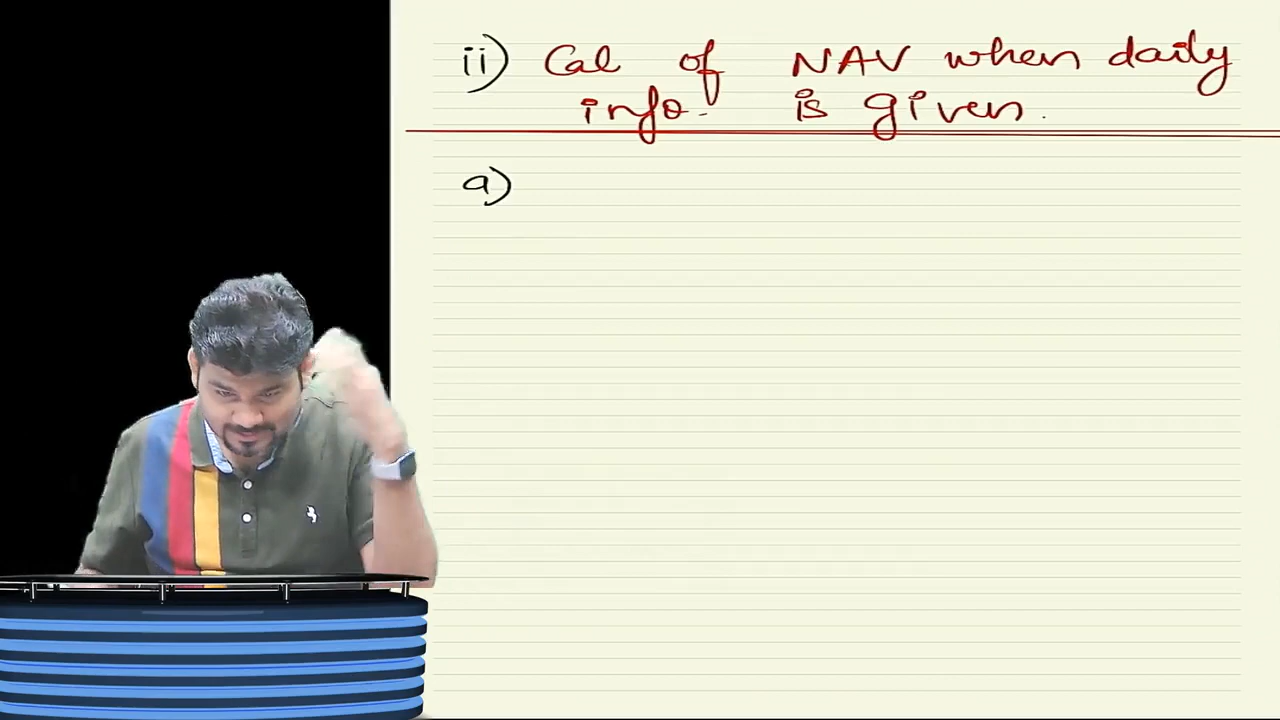 ii) Cal of NAV when daily
info. is given.
a)